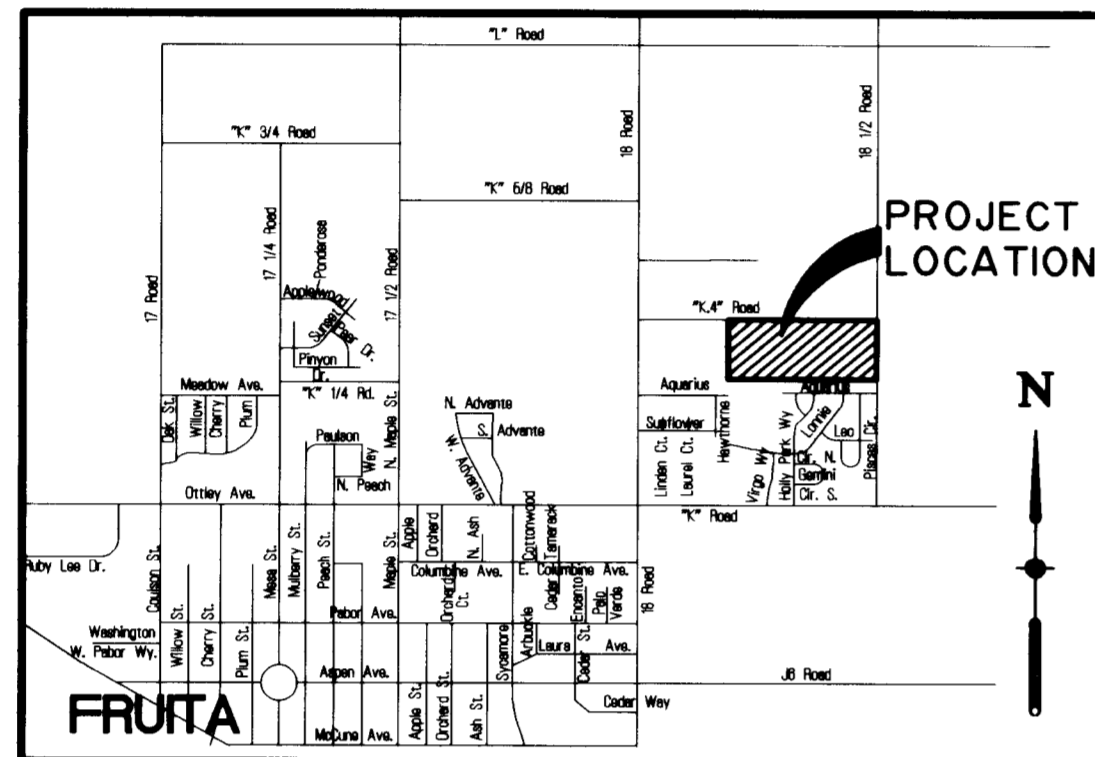 "L" Road
"K" 3/4 Road
18 Road
18 1/2 Road
"K" 5/8 Road
PROJECT
LOCATION
17 Road
17 1/4 Road
Ponderosa
17 1/2 Road
Applewood
Sunset
Pear Dr.
Pinyon
Dr.
"K.4" Road
Meadow Ave.
"K" 1/4 Rd.
Aquarius
Aquarius
N
Oak St.
Willow
Cherry
Plum
Paulson
Way
N. Peach
N. Maple St.
N. Advante
S. Advante
W. Advante
Sunflower
Hawthorne
Linden Ct.
Laurel Ct.
Virgo Wy
Holly Park Wy
Lonnie
Leo
Pisces Cir.
Cir. N.
Gemini
Cir. S.
Ottley Ave.
"K" Road
Ruby Lee Dr.
Coulson St.
Mesa St.
Mulberry St.
Peach St.
Maple St.
Apple
Orchard
N. Ash
Cottonwood
Tamarack
Columbine Ave.
E. Columbine Ave.
Orchard Ct.
Cedar
Encanto
Palo Verde
18 Road
Pabor Ave.
Washington
W. Pabor Wy.
Willow St.
Cherry St.
Plum St.
Sycamore
Arbuckle
Laura Ave.
Cedar St.
Aspen Ave.
J6 Road
FRUITA
Apple St.
Orchard St.
Ash St.
Cedar Way
McCune Ave.